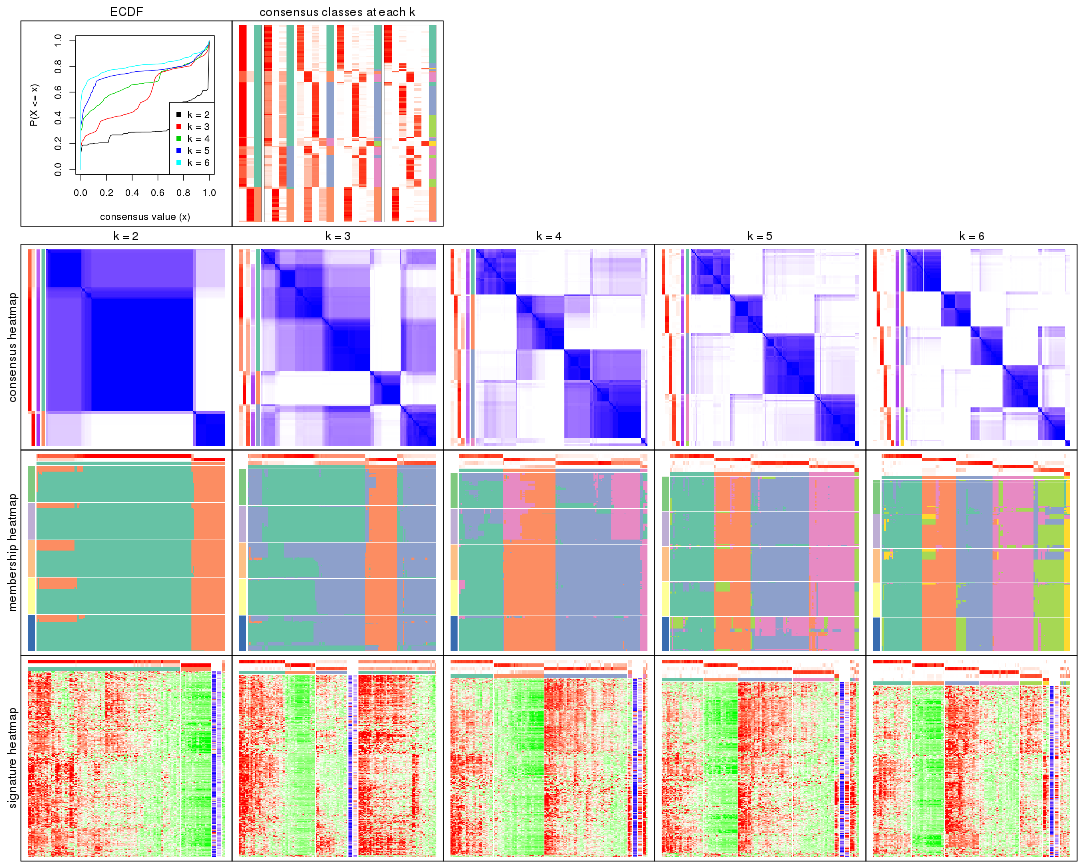 ECDF
consensus classes at each k
P(X <= x)
0.0 0.2 0.4 0.6 0.8 1.0
k = 2
k = 3
k = 4
k = 5
k = 6
0.0 0.2 0.4 0.6 0.8 1.0
consensus value (x)
k = 2 k = 3 k = 4 k = 5 k = 6
consensus heatmap
membership heatmap
signature heatmap